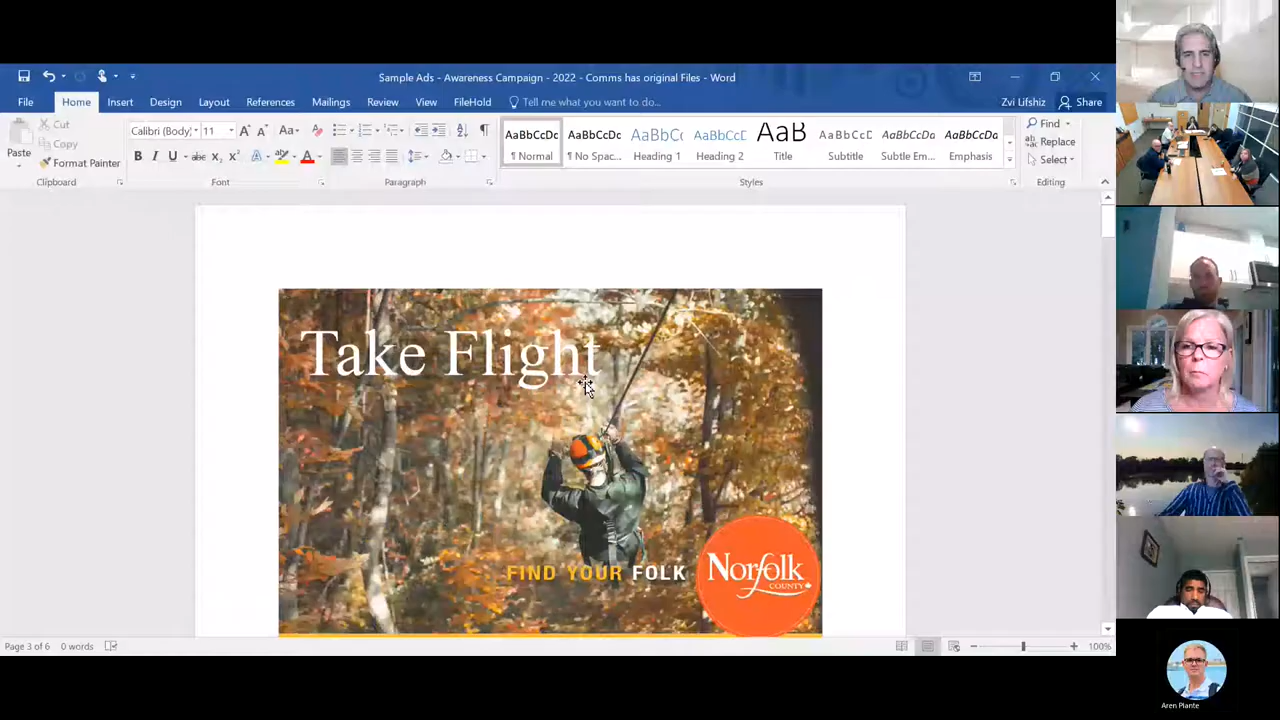 Sample Ads - Awareness Campaign - 2022 - Comms has original Files - Word
File Home Insert Design Layout References Mailings Review View FileHold Tell me what you want to do... Zvi Lifshiz Share
Paste
Cut
Copy
Format Painter
Clipboard
Calibri (Body) 11
Font
Paragraph
AaBbCcDc AaBbCcDc AaBbCc AaBbCcD AaB AaBbCcD AaBbCcDa AaBbCcDa
¶ Normal ¶ No Spac... Heading 1 Heading 2 Title Subtitle Subtle Em... Emphasis
Styles
Find
Replace
Select
Editing
Take Flight
FIND YOUR FOLK
Norfolk
COUNTY
Page 3 of 6 0 words
100%
Aren Plante